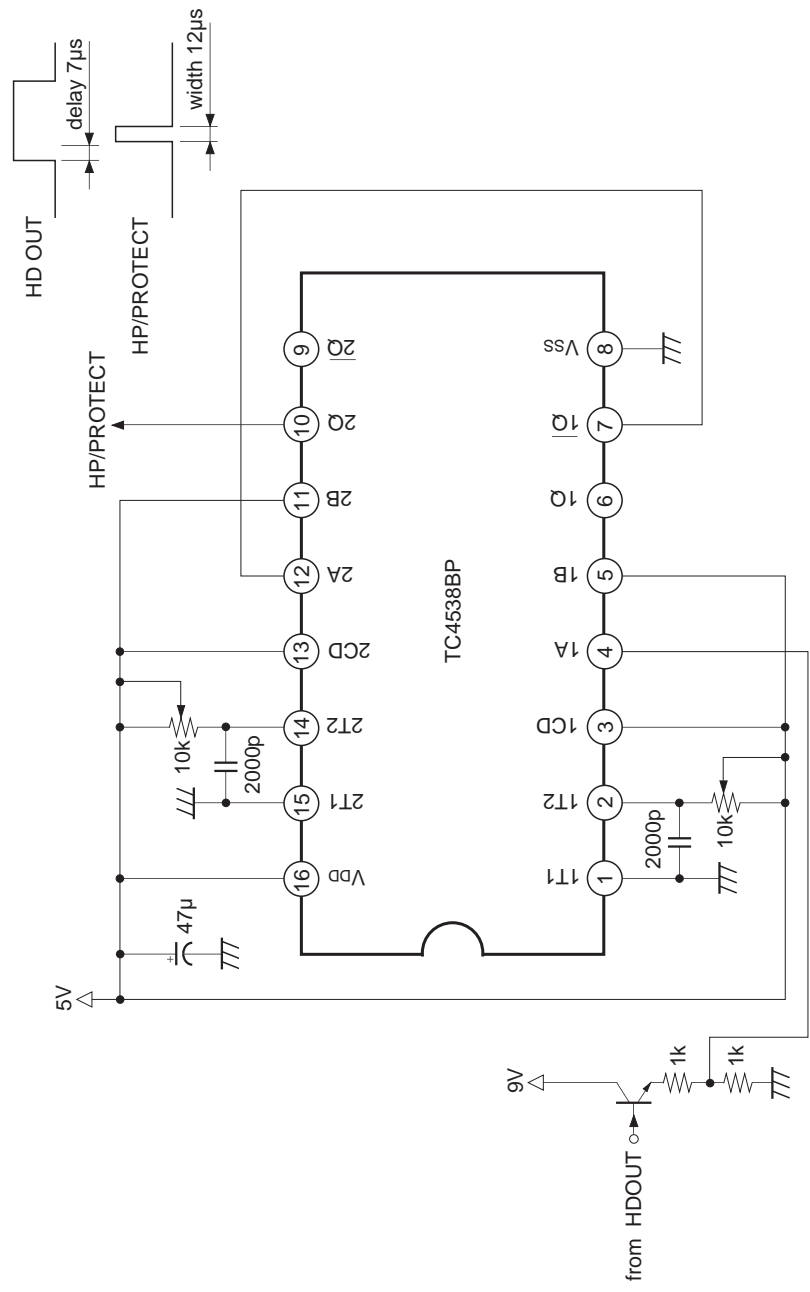 HD OUT
delay 7µs
5V
HP/PROTECT
HP/PROTECT
width 12µs
47µ
10k
2000p
16 15 14 13 12 11 10 9
VDD 2T1 2T2 2CD 2A 2B 2Q 2Q̅
TC4538BP
1T1 1T2 1CD 1A 1B 1Q 1Q̅ VSS
1 2 3 4 5 6 7 8
9V
2000p
10k
from HDOUT
1k
1k